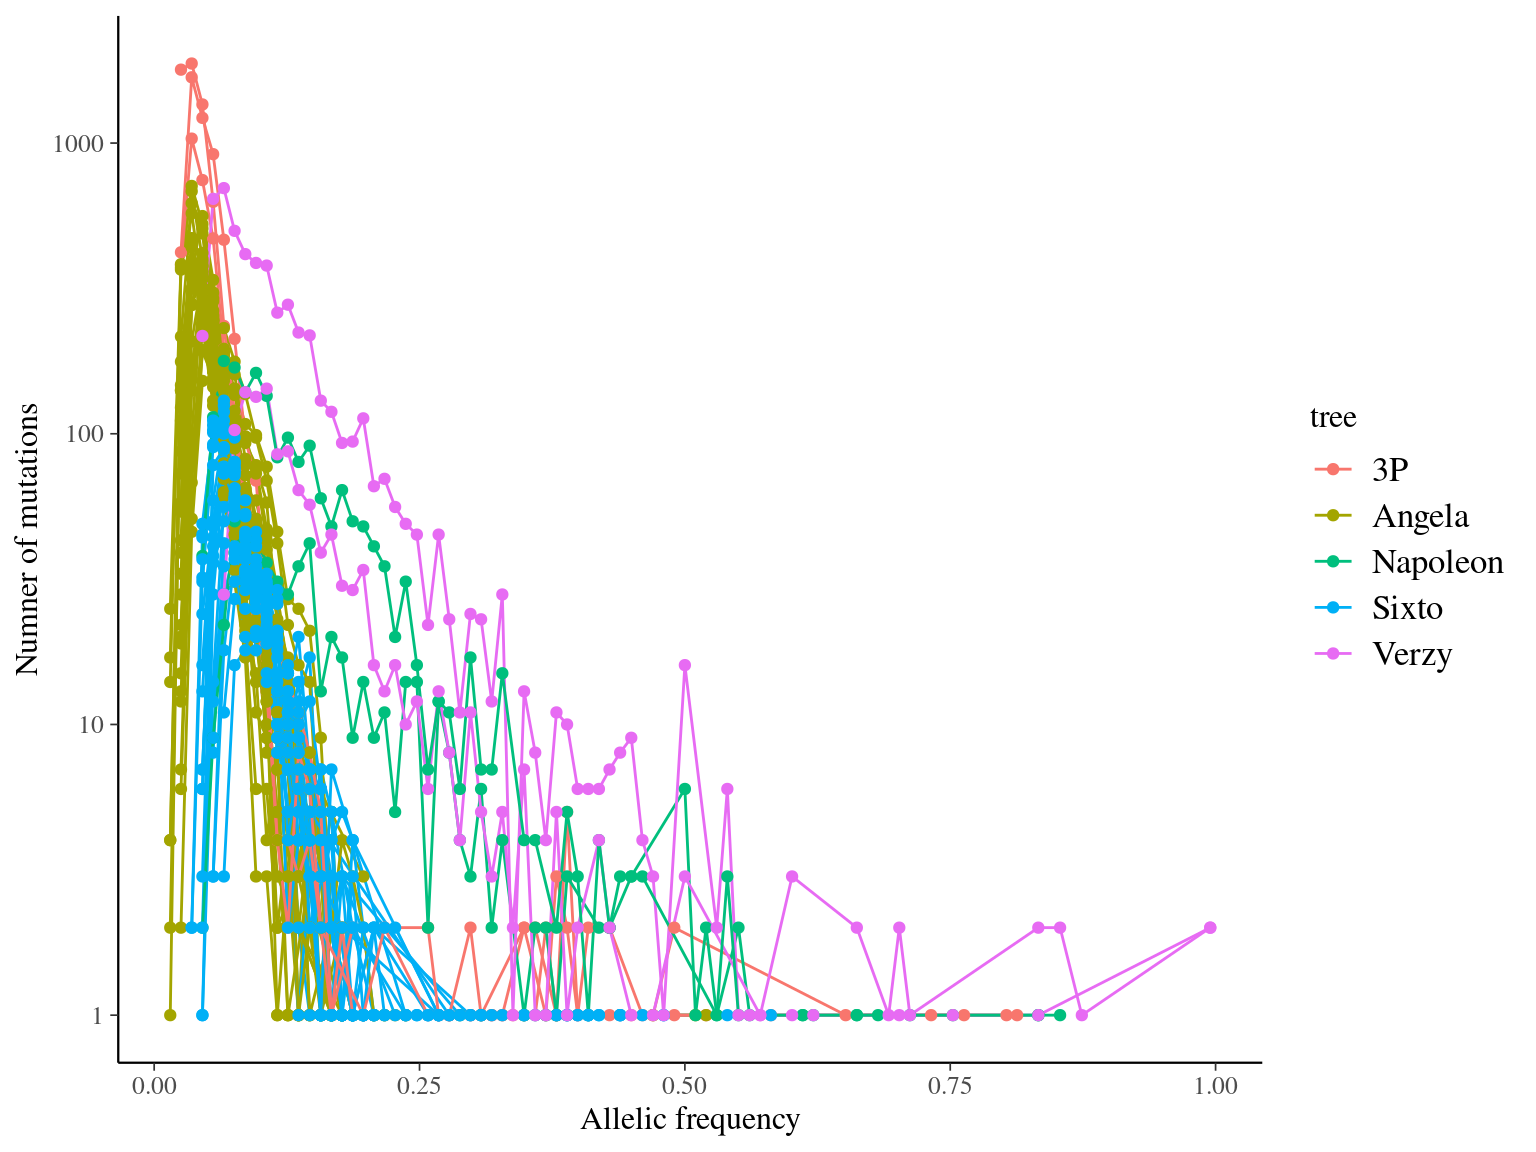 1000
100
10
1
Numner of mutations
0.00
0.25
0.50
0.75
1.00
Allelic frequency
tree
3P
Angela
Napoleon
Sixto
Verzy